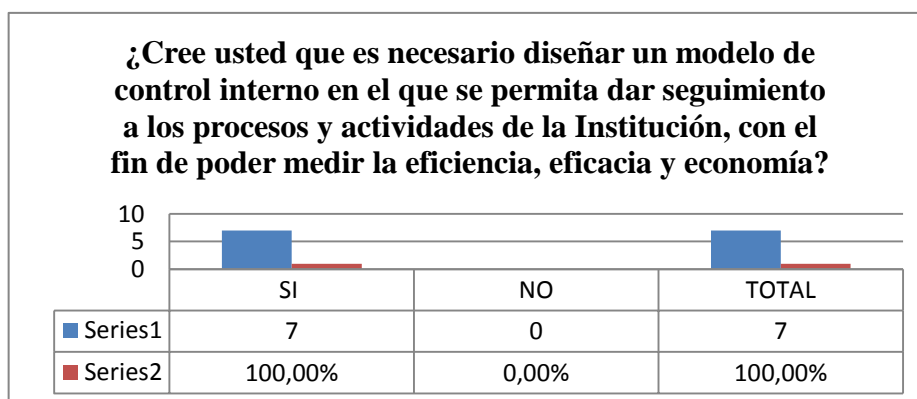 ¿Cree usted que es necesario diseñar un modelo de
control interno en el que se permita dar seguimiento
a los procesos y actividades de la Institución, con el
fin de poder medir la eficiencia, eficacia y economía?
10
5
0
SI NO TOTAL
Series1 7 0 7
Series2 100,00% 0,00% 100,00%